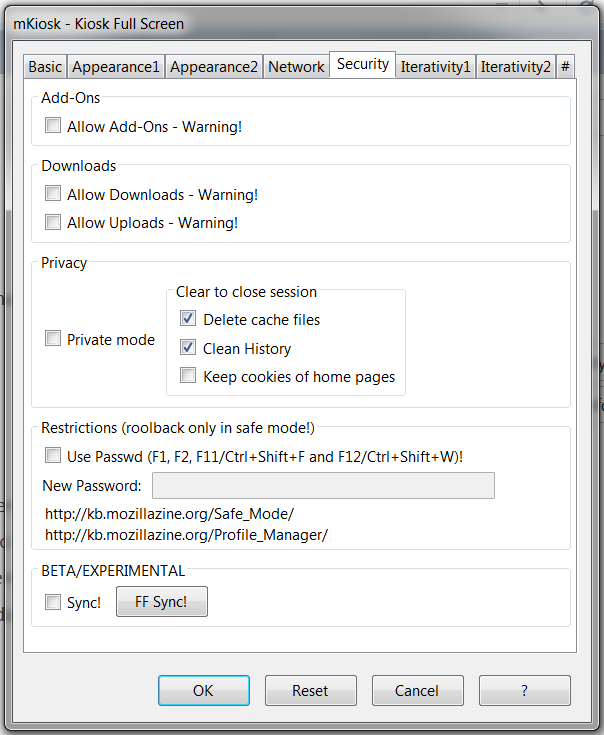 mKiosk - Kiosk Full Screen
Basic Appearance1 Appearance2 Network Security Iterativity1 Iterativity2 #
Add-Ons
Allow Add-Ons - Warning!
Downloads
Allow Downloads - Warning!
Allow Uploads - Warning!
Privacy
Clear to close session
Delete cache files
Private mode
Clean History
Keep cookies of home pages
Restrictions (roolback only in safe mode!)
Use Passwd (F1, F2, F11/Ctrl+Shift+F and F12/Ctrl+Shift+W)!
New Password:
http://kb.mozillazine.org/Safe_Mode/
http://kb.mozillazine.org/Profile_Manager/
BETA/EXPERIMENTAL
Sync! FF Sync!
OK Reset Cancel ?